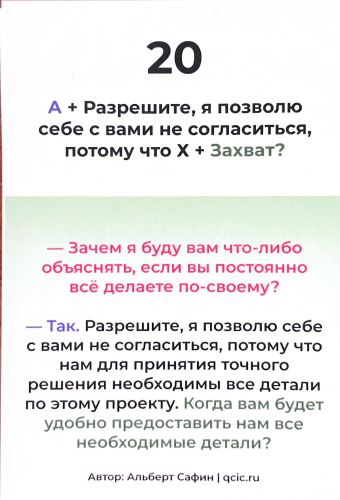 20
А + Разрешите, я позволю
себе с вами не согласиться,
потому что Х + Захват?
— Зачем я буду вам что-либо
объяснять, если вы постоянно
всё делаете по-своему?
— Так. Разрешите, я позволю себе
с вами не согласиться, потому что
нам для принятия точного
решения необходимы все детали
по этому проекту. Когда вам будет
удобно предоставить нам все
необходимые детали?
Автор: Альберт Сафин | qcic.ru